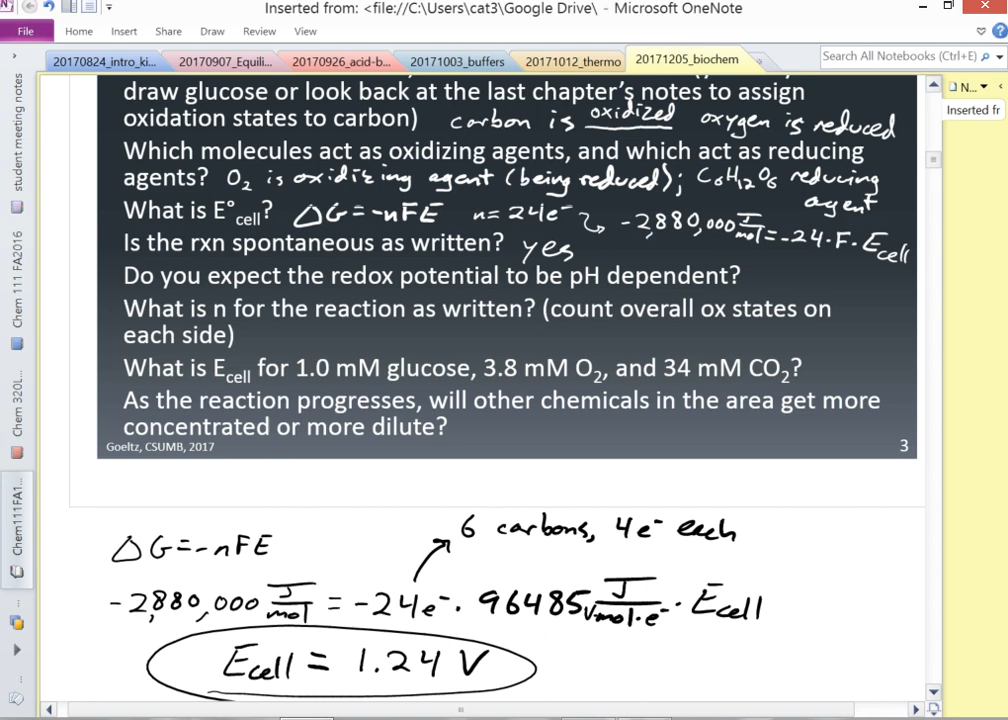 Inserted from: <file://C:\Users\cat3\Google Drive\ - Microsoft OneNote
File Home Insert Share Draw Review View
20170824_intro_ki... 20170907_Equili... 20170926_acid-b... 20171003_buffers 20171012_thermo 20171205_biochem Search All Notebooks (Ctrl+E)
N...
Inserted fr
student meeting notes
Chem 111 FA2016
Chem 320L
Chem111FA1
draw glucose or look back at the last chapter's notes to assign
oxidation states to carbon) carbon is oxidized oxygen is reduced
Which molecules act as oxidizing agents, and which act as reducing
agents? O2 is oxidizing agent (being reduced); C6H12O6 reducing
agent
What is E°cell? ΔG = -nFE n = 24e- -2,880,000 J/mol = -24·F·Ecell
Is the rxn spontaneous as written? yes
Do you expect the redox potential to be pH dependent?
What is n for the reaction as written? (count overall ox states on
each side)
What is Ecell for 1.0 mM glucose, 3.8 mM O2, and 34 mM CO2?
As the reaction progresses, will other chemicals in the area get more
concentrated or more dilute?
Goeltz, CSUMB, 2017 3
6 carbons, 4e- each
ΔG = -nFE
-2,880,000 J/mol = -24e- · 96485 J/V mol·e- · Ecell
Ecell = 1.24 V